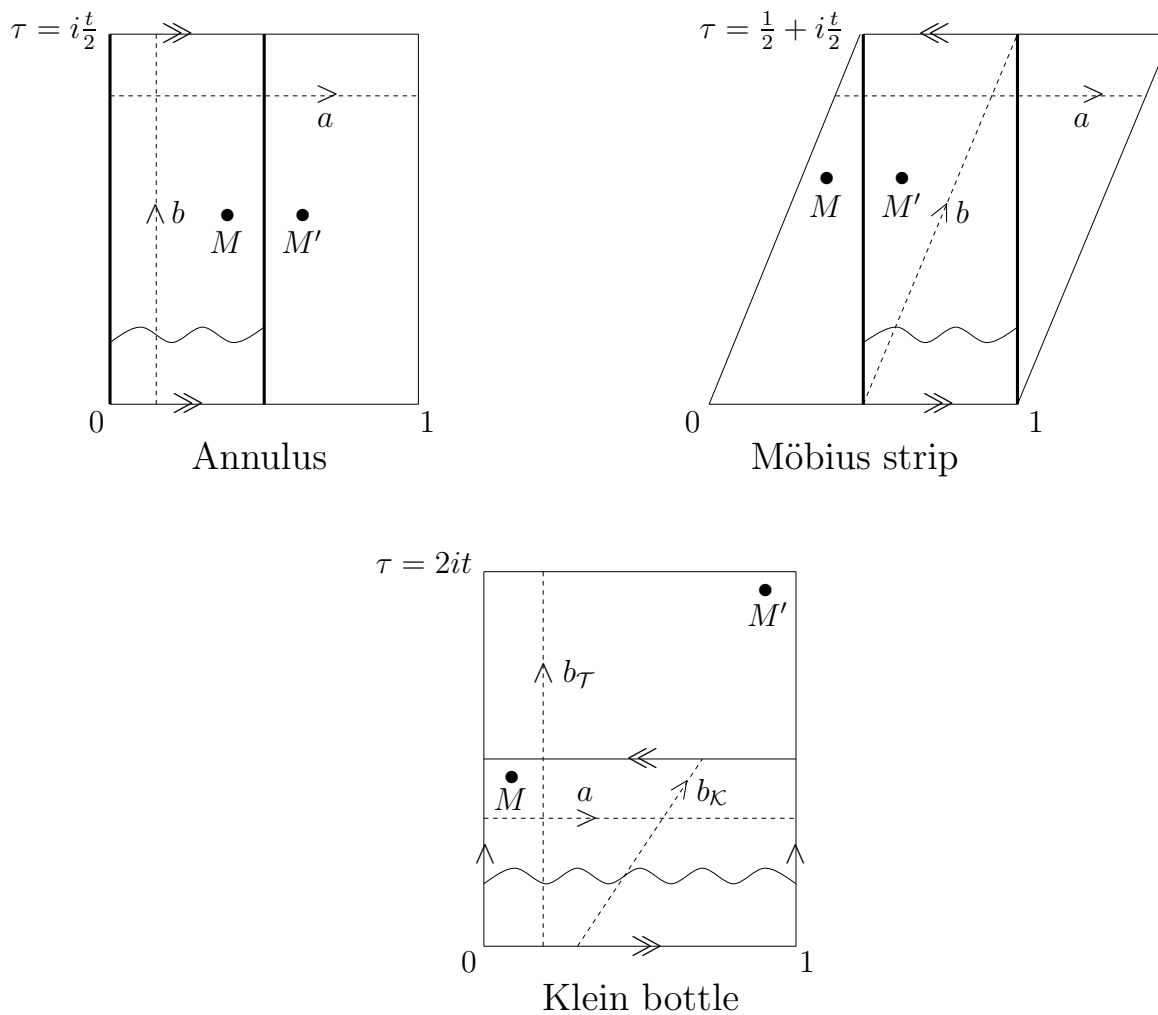 τ = i t/2
a
b
M M′
0 1
Annulus
τ = 1/2 + i t/2
a
M M′
b
0 1
Möbius strip
τ = 2it
M′
b_𝒯
M a b_𝒦
0 1
Klein bottle